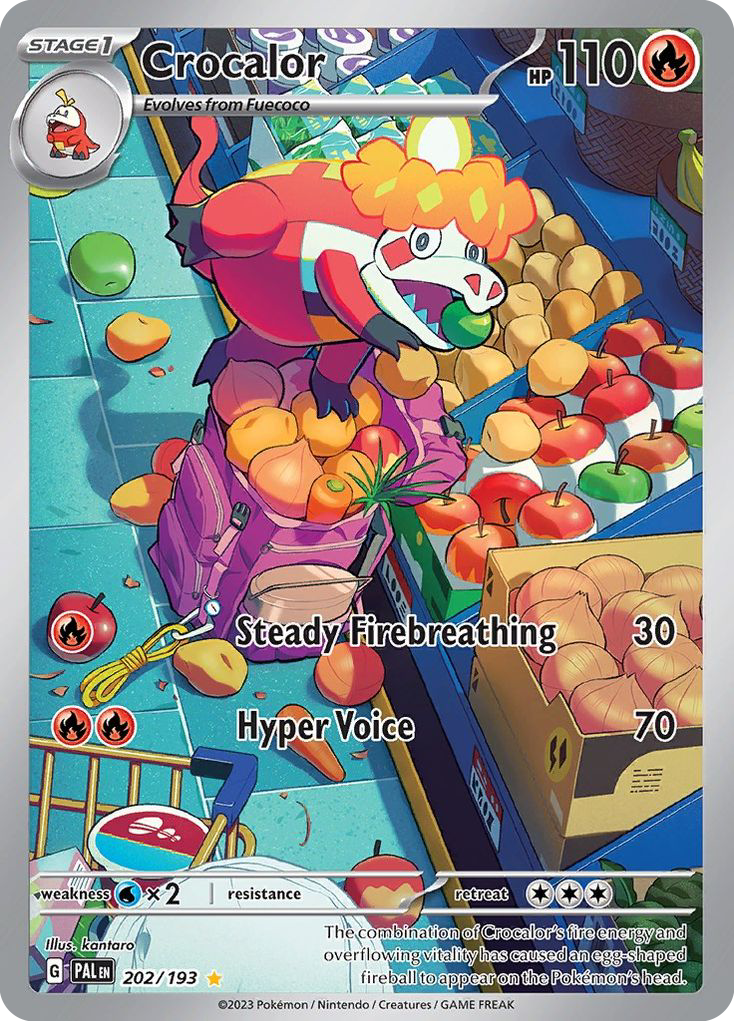 STAGE 1
Crocalor
HP 110
Evolves from Fuecoco
Steady Firebreathing 30
Hyper Voice 70
weakness ×2 resistance retreat
illus. kantaro
G PAL EN 202/193
The combination of Crocalor's fire energy and
overflowing vitality has caused an egg-shaped
fireball to appear on the Pokémon's head.
©2023 Pokémon / Nintendo / Creatures / GAME FREAK